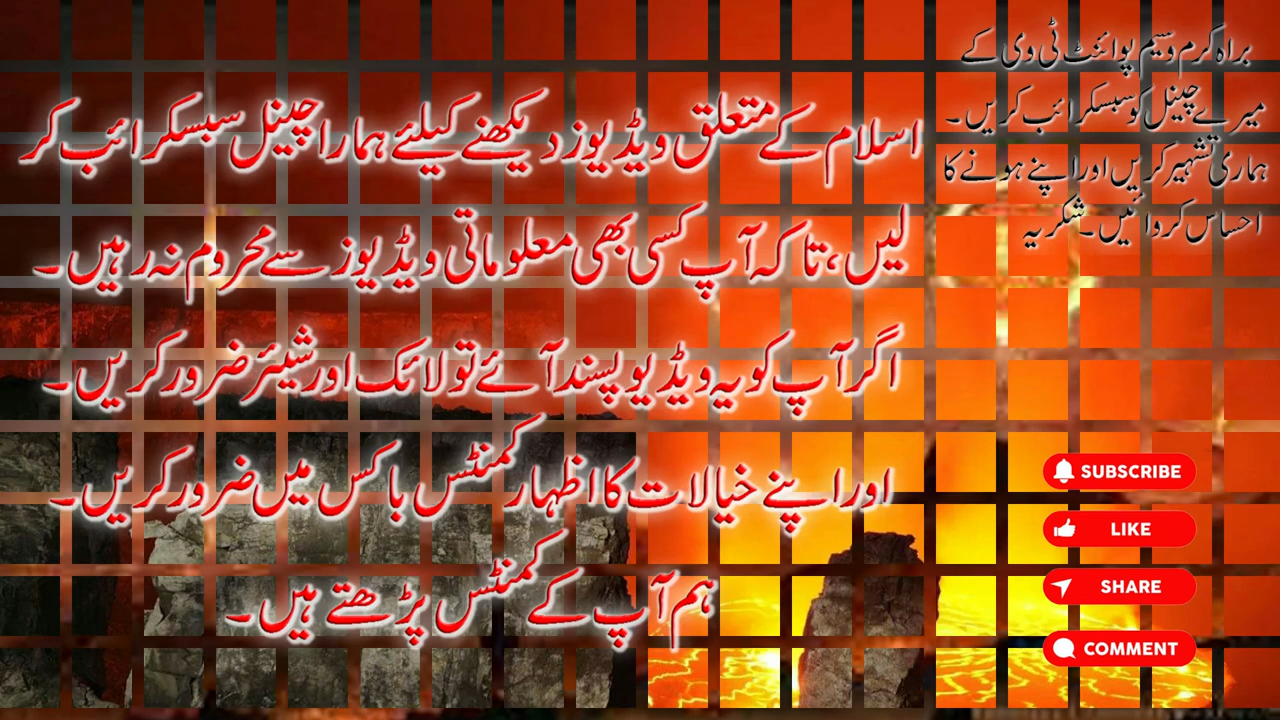 براہ کرم وسیم پوائنٹ ٹی وی کے
میرے چینل کو سبسکرائب کریں۔
ہماری تشہیر کریں اور اپنے ہونے کا
احساس کروائیں۔شکریہ
اسلام کے متعلق ویڈیوز دیکھنے کیلئے ہمارا چینل سبسکرائب کر
لیں، تاکہ آپ کسی بھی معلوماتی ویڈیوز سے محروم نہ رہیں۔
اگر آپ کو یہ ویڈیو پسند آئے تو لائک اور شیئر ضرور کریں۔
اور اپنے خیالات کا اظہار کمنٹس باکس میں ضرور کریں۔
ہم آپ کے کمنٹس پڑھتے ہیں۔
SUBSCRIBE
LIKE
SHARE
COMMENT